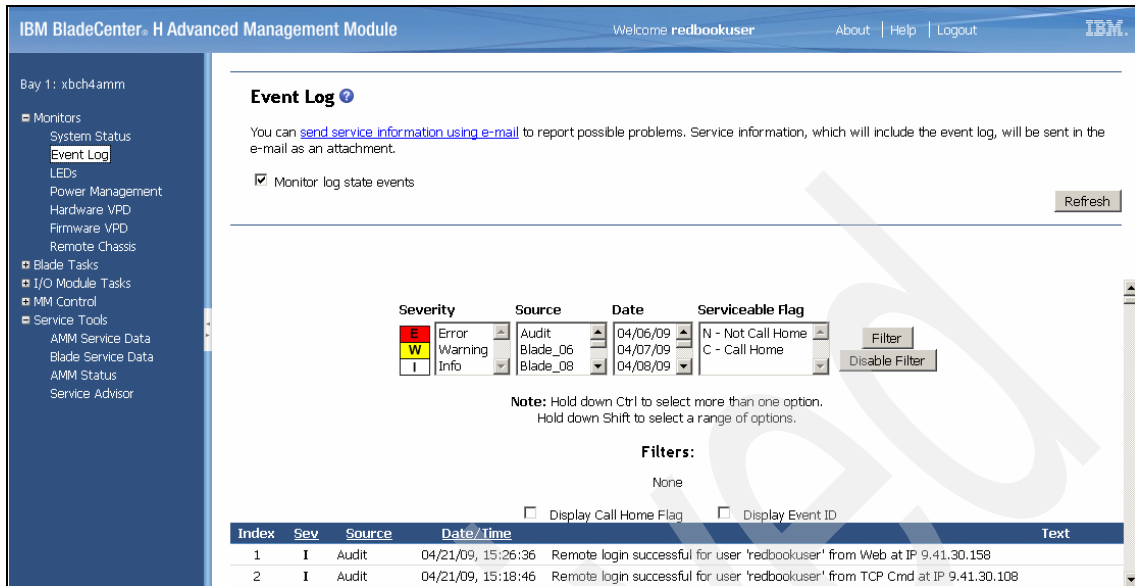 IBM BladeCenter® H Advanced Management Module
Welcome redbookuser
About | Help | Logout
IBM.
Bay 1: xbch4amm
Monitors
System Status
Event Log
LEDs
Power Management
Hardware VPD
Firmware VPD
Remote Chassis
Blade Tasks
I/O Module Tasks
MM Control
Service Tools
AMM Service Data
Blade Service Data
AMM Status
Service Advisor
Event Log ?
You can send service information using e-mail to report possible problems. Service information, which will include the event log, will be sent in the
e-mail as an attachment.
Monitor log state events
Refresh
Severity Source Date Serviceable Flag
E Error Audit 04/06/09 N - Not Call Home
W Warning Blade_06 04/07/09 C - Call Home
I Info Blade_08 04/08/09
Filter
Disable Filter
Note: Hold down Ctrl to select more than one option.
Hold down Shift to select a range of options.
Filters:
None
Display Call Home Flag Display Event ID
Index Sev Source Date/Time Text
1 I Audit 04/21/09, 15:26:36 Remote login successful for user 'redbookuser' from Web at IP 9.41.30.158
2 I Audit 04/21/09, 15:18:46 Remote login successful for user 'redbookuser' from TCP Cmd at IP 9.41.30.108